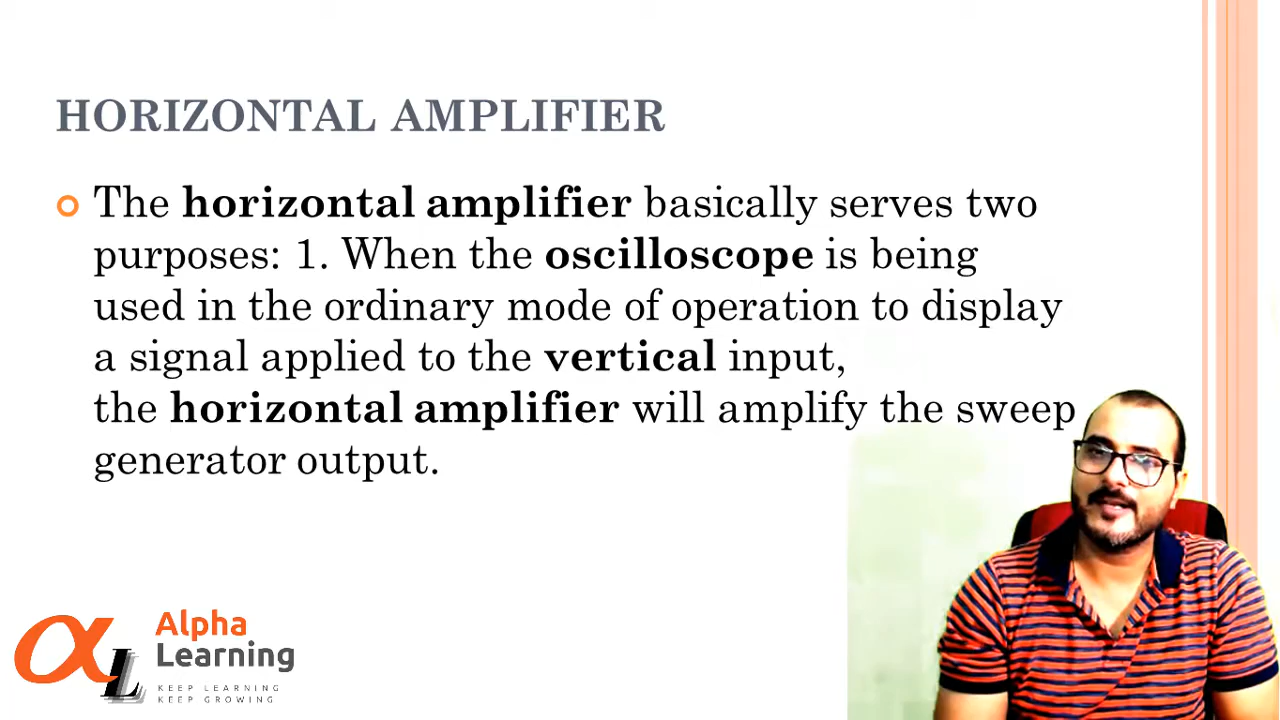 HORIZONTAL AMPLIFIER
The horizontal amplifier basically serves two
purposes: 1. When the oscilloscope is being
used in the ordinary mode of operation to display
a signal applied to the vertical input,
the horizontal amplifier will amplify the sweep
generator output.
αL
Alpha
Learning
KEEP LEARNING
KEEP GROWING